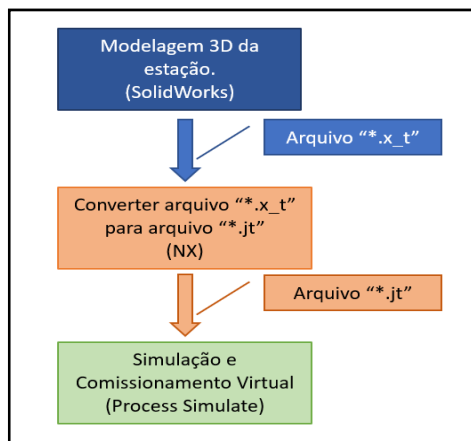 Modelagem 3D da
estação.
(SolidWorks)
Arquivo “*.x_t”
Converter arquivo “*.x_t”
para arquivo “*.jt”
(NX)
Arquivo “*.jt”
Simulação e
Comissionamento Virtual
(Process Simulate)